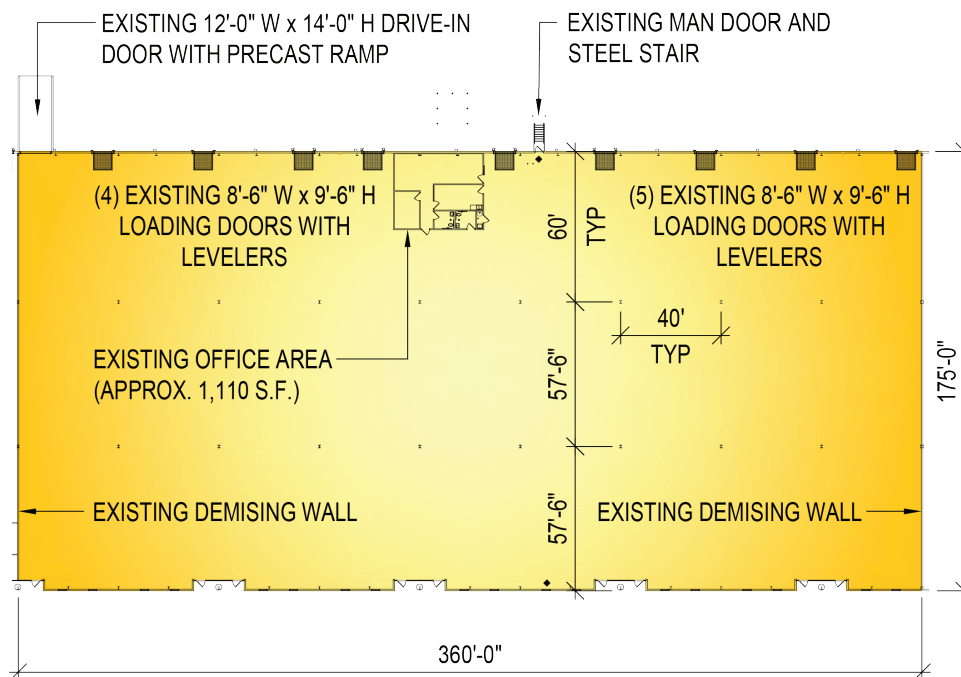 EXISTING 12'-0" W x 14'-0" H DRIVE-IN
DOOR WITH PRECAST RAMP
EXISTING MAN DOOR AND
STEEL STAIR
(4) EXISTING 8'-6" W x 9'-6" H
LOADING DOORS WITH
LEVELERS
60'
TYP
(5) EXISTING 8'-6" W x 9'-6" H
LOADING DOORS WITH
LEVELERS
40'
TYP
EXISTING OFFICE AREA
(APPROX. 1,110 S.F.)
57'-6"
175'-0"
EXISTING DEMISING WALL
57'-6"
EXISTING DEMISING WALL
360'-0"